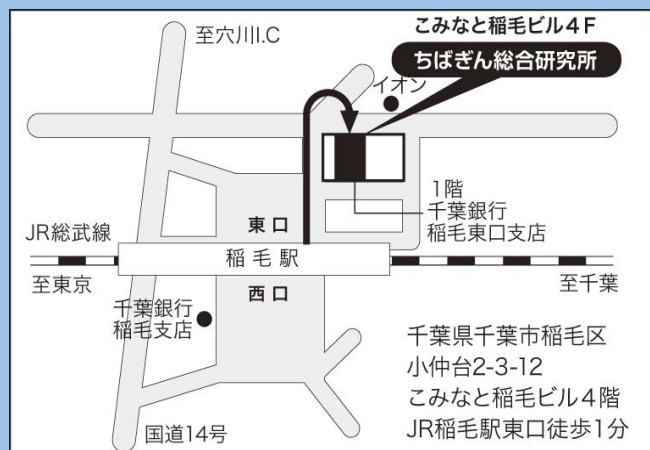 こみなと稲毛ビル4F
至穴川I.C
ちばぎん総合研究所
イオン
1階
千葉銀行
稲毛東口支店
東口
JR総武線
稲毛駅
至東京
至千葉
西口
千葉銀行
稲毛支店
千葉県千葉市稲毛区
小仲台2-3-12
こみなと稲毛ビル4階
JR稲毛駅東口徒歩1分
国道14号